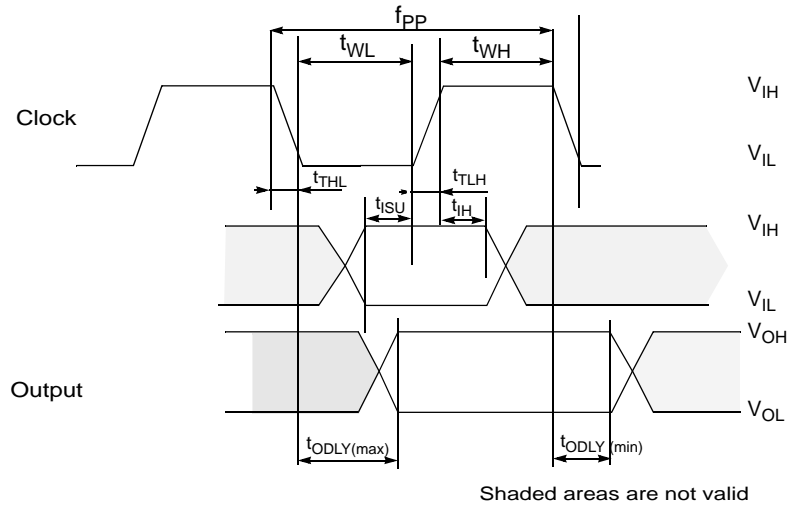 fPP
tWL
tWH
VIH
Clock
VIL
tTHL
tTLH
tISU
tIH
VIH
VIL
VOH
Output
VOL
tODLY(max)
tODLY (min)
Shaded areas are not valid